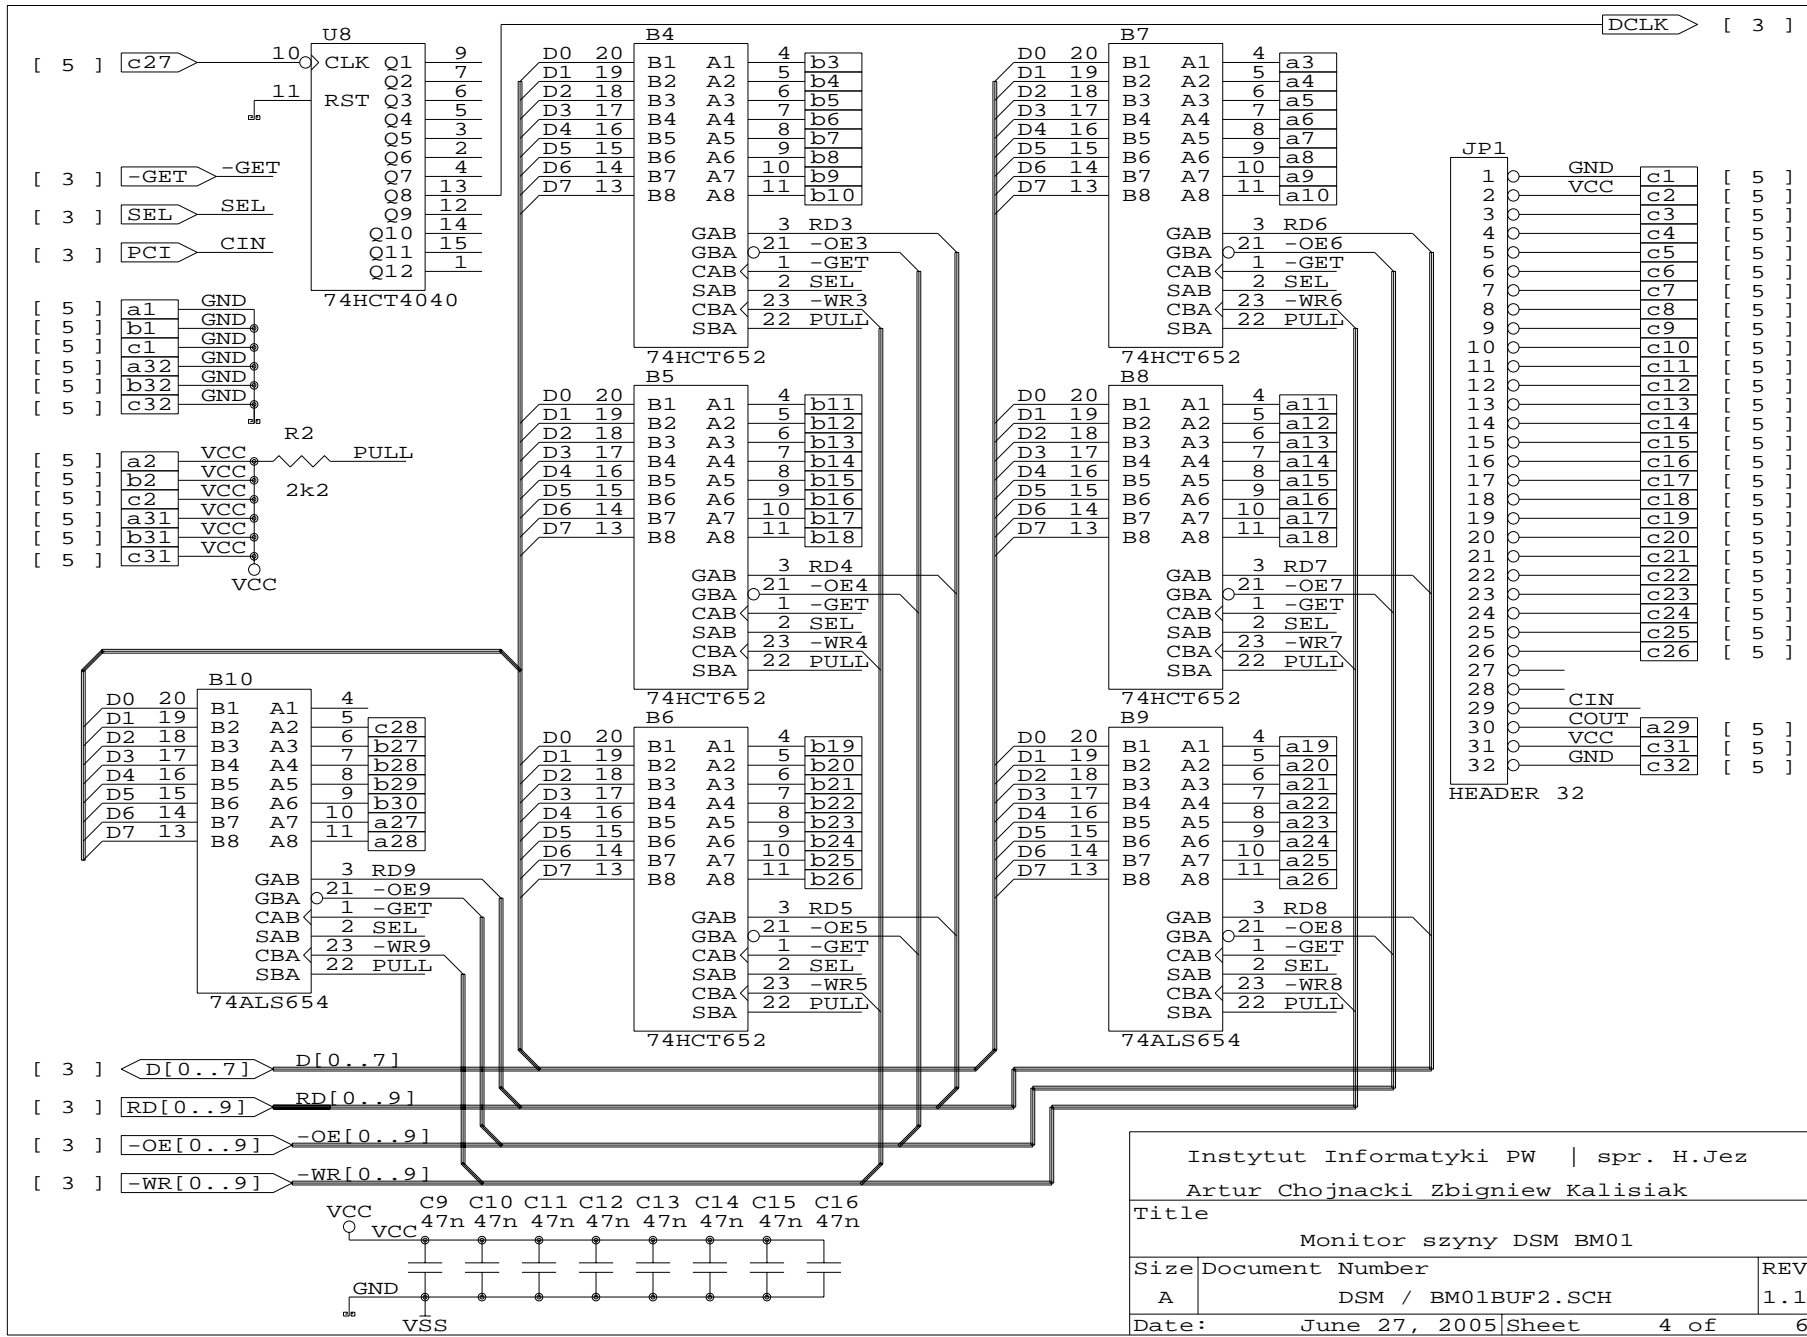 DCLK [ 3 ]
U8
[ 5 ] c27 10 CLK Q1 9
Q2 7
11 RST Q3 6
Q4 5
Q5 3
Q6 2
Q7 4
Q8 13
Q9 12
Q10 14
Q11 15
Q12 1
74HCT4040
[ 3 ] -GET -GET
[ 3 ] SEL SEL
[ 3 ] PCI CIN
[ 5 ] a1 GND
[ 5 ] b1 GND
[ 5 ] c1 GND
[ 5 ] a32 GND
[ 5 ] b32 GND
[ 5 ] c32 GND
R2
[ 5 ] a2 VCC PULL
[ 5 ] b2 VCC
2k2
[ 5 ] c2 VCC
[ 5 ] a31 VCC
[ 5 ] b31 VCC
[ 5 ] c31 VCC
VCC
B10
D0 20 B1 A1 4
D1 19 B2 A2 5 c28
D2 18 B3 A3 6 b27
D3 17 B4 A4 7 b28
D4 16 B5 A5 8 b29
D5 15 B6 A6 9 b30
D6 14 B7 A7 10 a27
D7 13 B8 A8 11 a28
GAB 3 RD9
GBA 21 -OE9
CAB 1 -GET
SAB 2 SEL
CBA 23 -WR9
SBA 22 PULL
74ALS654
B4
D0 20 B1 A1 4 b3
D1 19 B2 A2 5 b4
D2 18 B3 A3 6 b5
D3 17 B4 A4 7 b6
D4 16 B5 A5 8 b7
D5 15 B6 A6 9 b8
D6 14 B7 A7 10 b9
D7 13 B8 A8 11 b10
GAB 3 RD3
GBA 21 -OE3
CAB 1 -GET
SAB 2 SEL
CBA 23 -WR3
SBA 22 PULL
74HCT652
B5
D0 20 B1 A1 4 b11
D1 19 B2 A2 5 b12
D2 18 B3 A3 6 b13
D3 17 B4 A4 7 b14
D4 16 B5 A5 8 b15
D5 15 B6 A6 9 b16
D6 14 B7 A7 10 b17
D7 13 B8 A8 11 b18
GAB 3 RD4
GBA 21 -OE4
CAB 1 -GET
SAB 2 SEL
CBA 23 -WR4
SBA 22 PULL
74HCT652
B6
D0 20 B1 A1 4 b19
D1 19 B2 A2 5 b20
D2 18 B3 A3 6 b21
D3 17 B4 A4 7 b22
D4 16 B5 A5 8 b23
D5 15 B6 A6 9 b24
D6 14 B7 A7 10 b25
D7 13 B8 A8 11 b26
GAB 3 RD5
GBA 21 -OE5
CAB 1 -GET
SAB 2 SEL
CBA 23 -WR5
SBA 22 PULL
74HCT652
B7
D0 20 B1 A1 4 a3
D1 19 B2 A2 5 a4
D2 18 B3 A3 6 a5
D3 17 B4 A4 7 a6
D4 16 B5 A5 8 a7
D5 15 B6 A6 9 a8
D6 14 B7 A7 10 a9
D7 13 B8 A8 11 a10
GAB 3 RD6
GBA 21 -OE6
CAB 1 -GET
SAB 2 SEL
CBA 23 -WR6
SBA 22 PULL
74HCT652
B8
D0 20 B1 A1 4 a11
D1 19 B2 A2 5 a12
D2 18 B3 A3 6 a13
D3 17 B4 A4 7 a14
D4 16 B5 A5 8 a15
D5 15 B6 A6 9 a16
D6 14 B7 A7 10 a17
D7 13 B8 A8 11 a18
GAB 3 RD7
GBA 21 -OE7
CAB 1 -GET
SAB 2 SEL
CBA 23 -WR7
SBA 22 PULL
74HCT652
B9
D0 20 B1 A1 4 a19
D1 19 B2 A2 5 a20
D2 18 B3 A3 6 a21
D3 17 B4 A4 7 a22
D4 16 B5 A5 8 a23
D5 15 B6 A6 9 a24
D6 14 B7 A7 10 a25
D7 13 B8 A8 11 a26
GAB 3 RD8
GBA 21 -OE8
CAB 1 -GET
SAB 2 SEL
CBA 23 -WR8
SBA 22 PULL
74ALS654
JP1
1 GND c1 [ 5 ]
2 VCC c2 [ 5 ]
3 c3 [ 5 ]
4 c4 [ 5 ]
5 c5 [ 5 ]
6 c6 [ 5 ]
7 c7 [ 5 ]
8 c8 [ 5 ]
9 c9 [ 5 ]
10 c10 [ 5 ]
11 c11 [ 5 ]
12 c12 [ 5 ]
13 c13 [ 5 ]
14 c14 [ 5 ]
15 c15 [ 5 ]
16 c16 [ 5 ]
17 c17 [ 5 ]
18 c18 [ 5 ]
19 c19 [ 5 ]
20 c20 [ 5 ]
21 c21 [ 5 ]
22 c22 [ 5 ]
23 c23 [ 5 ]
24 c24 [ 5 ]
25 c25 [ 5 ]
26 c26 [ 5 ]
27
28
29 CIN
30 COUT a29 [ 5 ]
31 VCC c31 [ 5 ]
32 GND c32 [ 5 ]
HEADER 32
[ 3 ] D[0..7] D[0..7]
[ 3 ] RD[0..9] RD[0..9]
[ 3 ] -OE[0..9] -OE[0..9]
[ 3 ] -WR[0..9] -WR[0..9]
C9 C10 C11 C12 C13 C14 C15 C16
VCC 47n 47n 47n 47n 47n 47n 47n 47n
VCC
GND
VSS
Instytut Informatyki PW | spr. H.Jez
Artur Chojnacki Zbigniew Kalisiak
Title
Monitor szyny DSM BM01
Size Document Number REV
A DSM / BM01BUF2.SCH 1.1
Date: June 27, 2005 Sheet 4 of 6